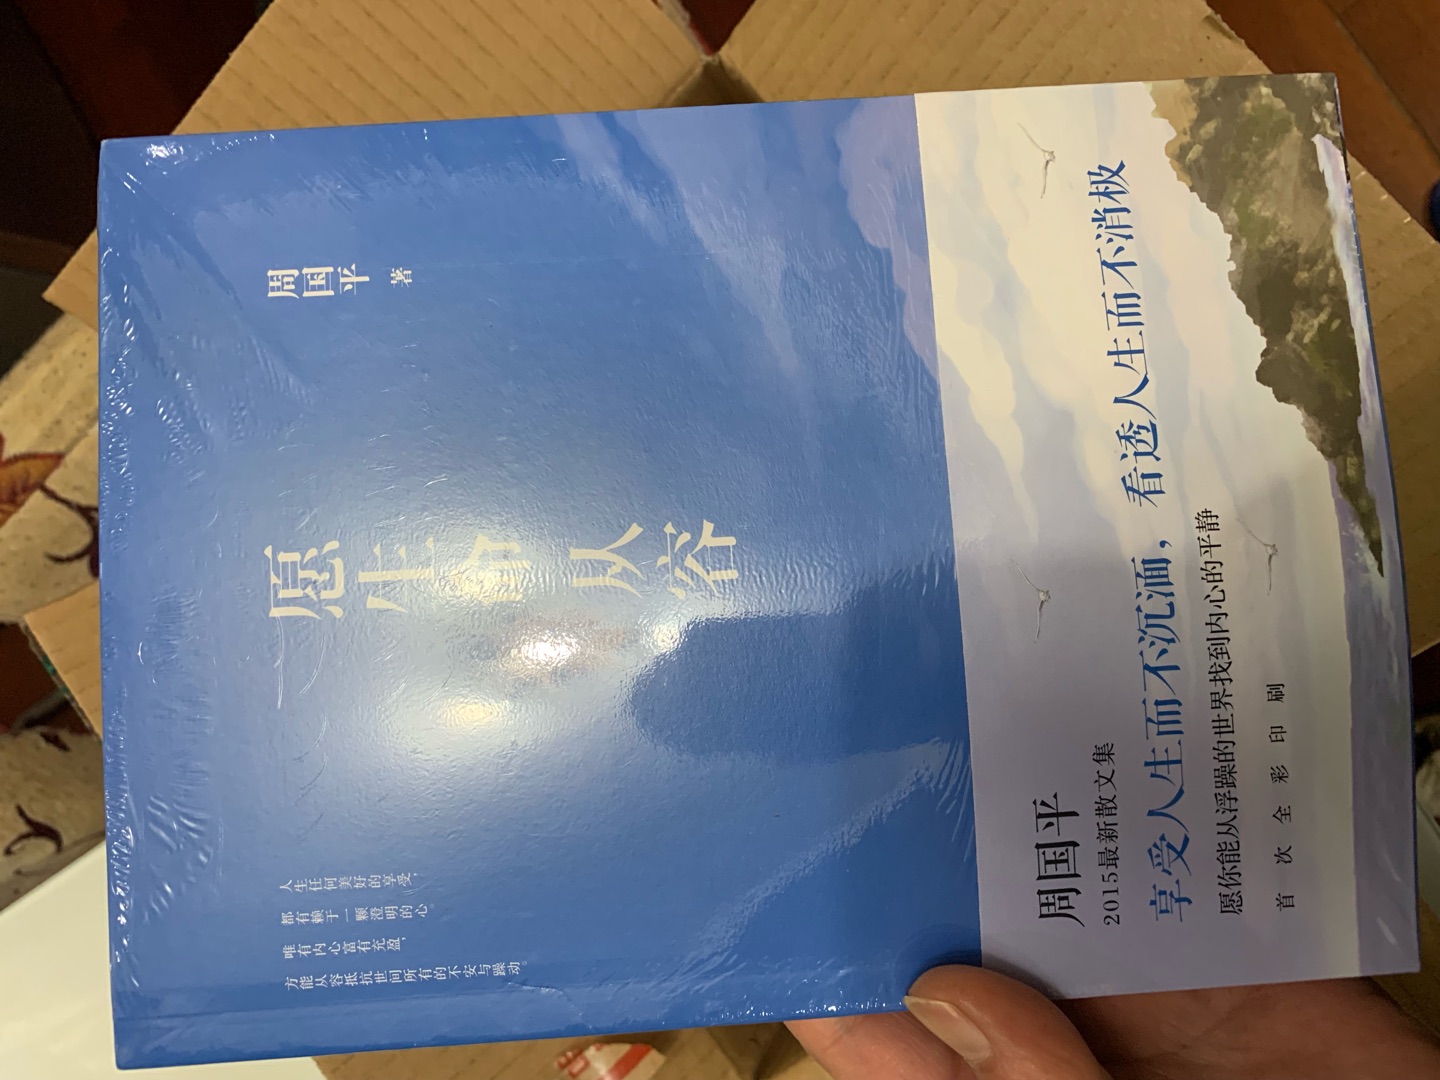 周国平
著
愿生命从容
人生任何美好的享受，
都有赖于一颗澄明的心。
唯有内心富有充盈，
方能从容抵抗世间所有的不安与躁动。
周国平
2015最新散文集
享受人生而不沉湎，看透人生而不消极
愿你能从浮躁的世界找到内心的平静
首次全彩印刷